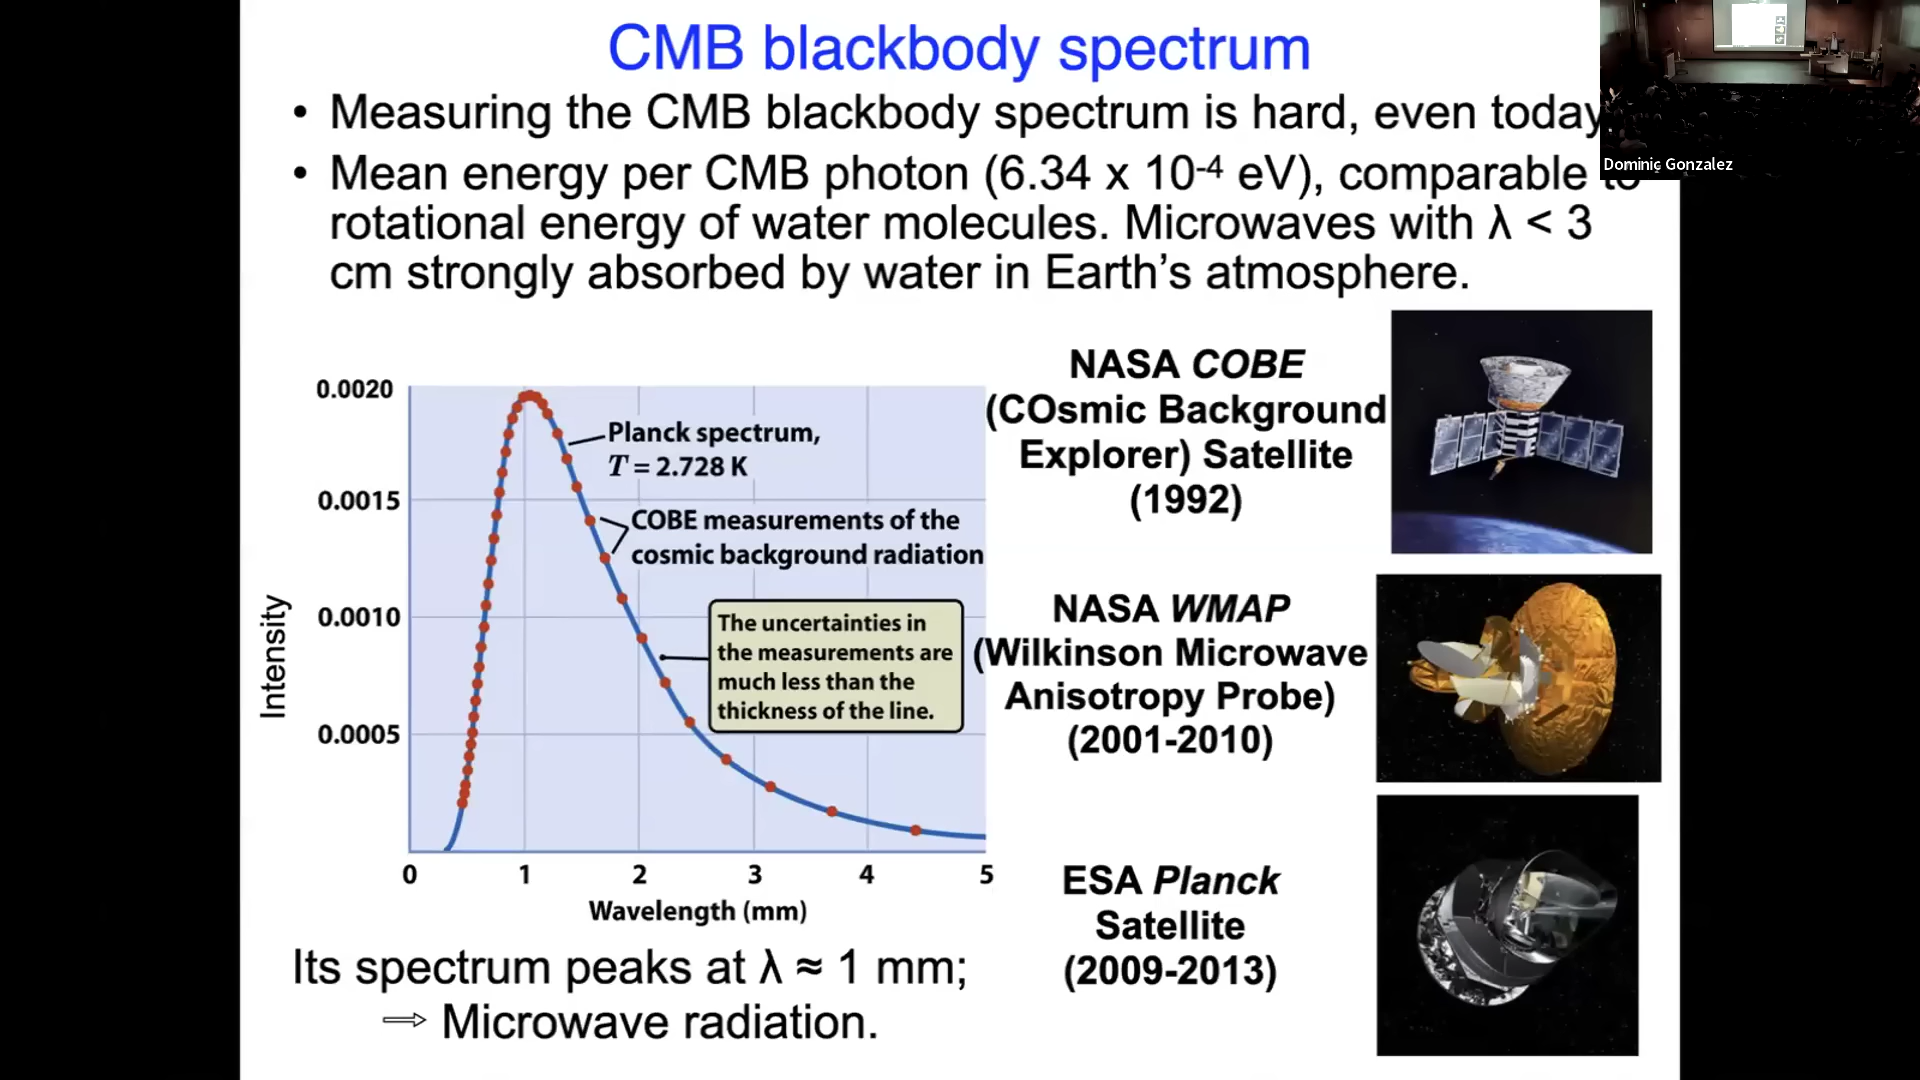 CMB blackbody spectrum
• Measuring the CMB blackbody spectrum is hard, even today
• Mean energy per CMB photon (6.34 x 10-4 eV), comparable to
rotational energy of water molecules. Microwaves with λ < 3
cm strongly absorbed by water in Earth's atmosphere.
Dominic Gonzalez
Intensity
0.0020
0.0015
0.0010
0.0005
Planck spectrum,
T = 2.728 K
COBE measurements of the
cosmic background radiation
The uncertainties in
the measurements are
much less than the
thickness of the line.
0 1 2 3 4 5
Wavelength (mm)
Its spectrum peaks at λ ≈ 1 mm;
⇒ Microwave radiation.
NASA COBE
(COsmic Background
Explorer) Satellite
(1992)
NASA WMAP
(Wilkinson Microwave
Anisotropy Probe)
(2001-2010)
ESA Planck
Satellite
(2009-2013)